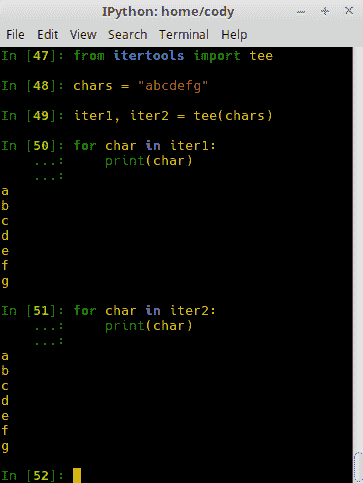 IPython: home/cody
File Edit View Search Terminal Help
In [47]: from itertools import tee
In [48]: chars = "abcdefg"
In [49]: iter1, iter2 = tee(chars)
In [50]: for char in iter1:
    ...:     print(char)
    ...:
a
b
c
d
e
f
g
In [51]: for char in iter2:
    ...:     print(char)
    ...:
a
b
c
d
e
f
g
In [52]: